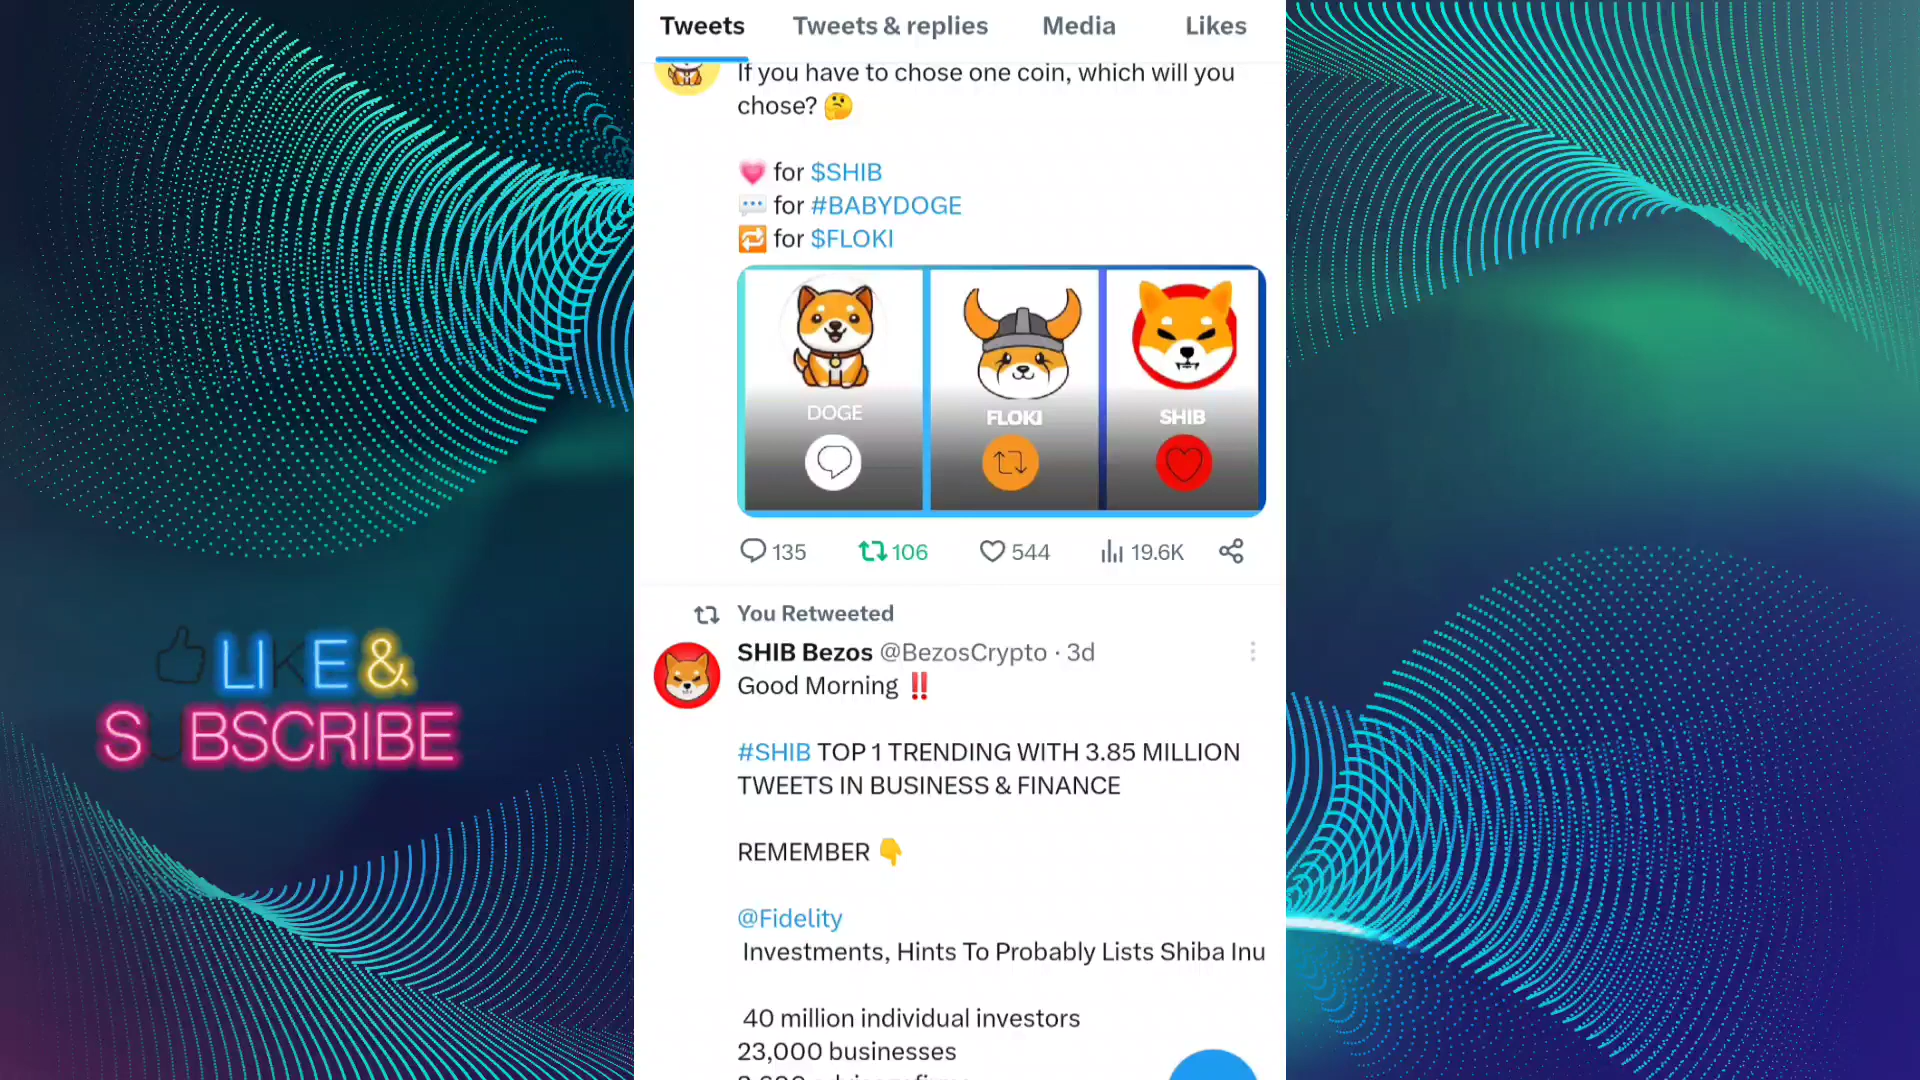 Tweets Tweets & replies Media Likes
If you have to chose one coin, which will you
chose? 🤔
💗 for $SHIB
💬 for #BABYDOGE
🔁 for $FLOKI
DOGE FLOKI SHIB
135 106 544 19.6K
You Retweeted
SHIB Bezos @BezosCrypto · 3d
Good Morning ‼️
#SHIB TOP 1 TRENDING WITH 3.85 MILLION
TWEETS IN BUSINESS & FINANCE
REMEMBER 👇
@Fidelity
Investments, Hints To Probably Lists Shiba Inu
40 million individual investors
23,000 businesses
LIKE &
SUBSCRIBE